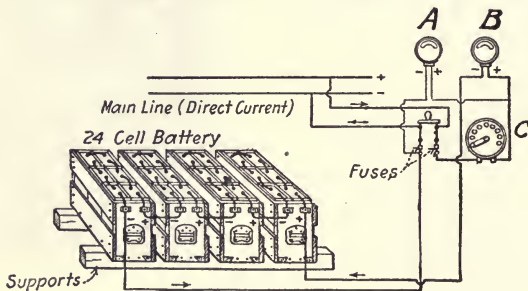 A B
- + - +
+
-
Main Line (Direct Current)
C
24 Cell Battery
Fuses
- + - +
Supports